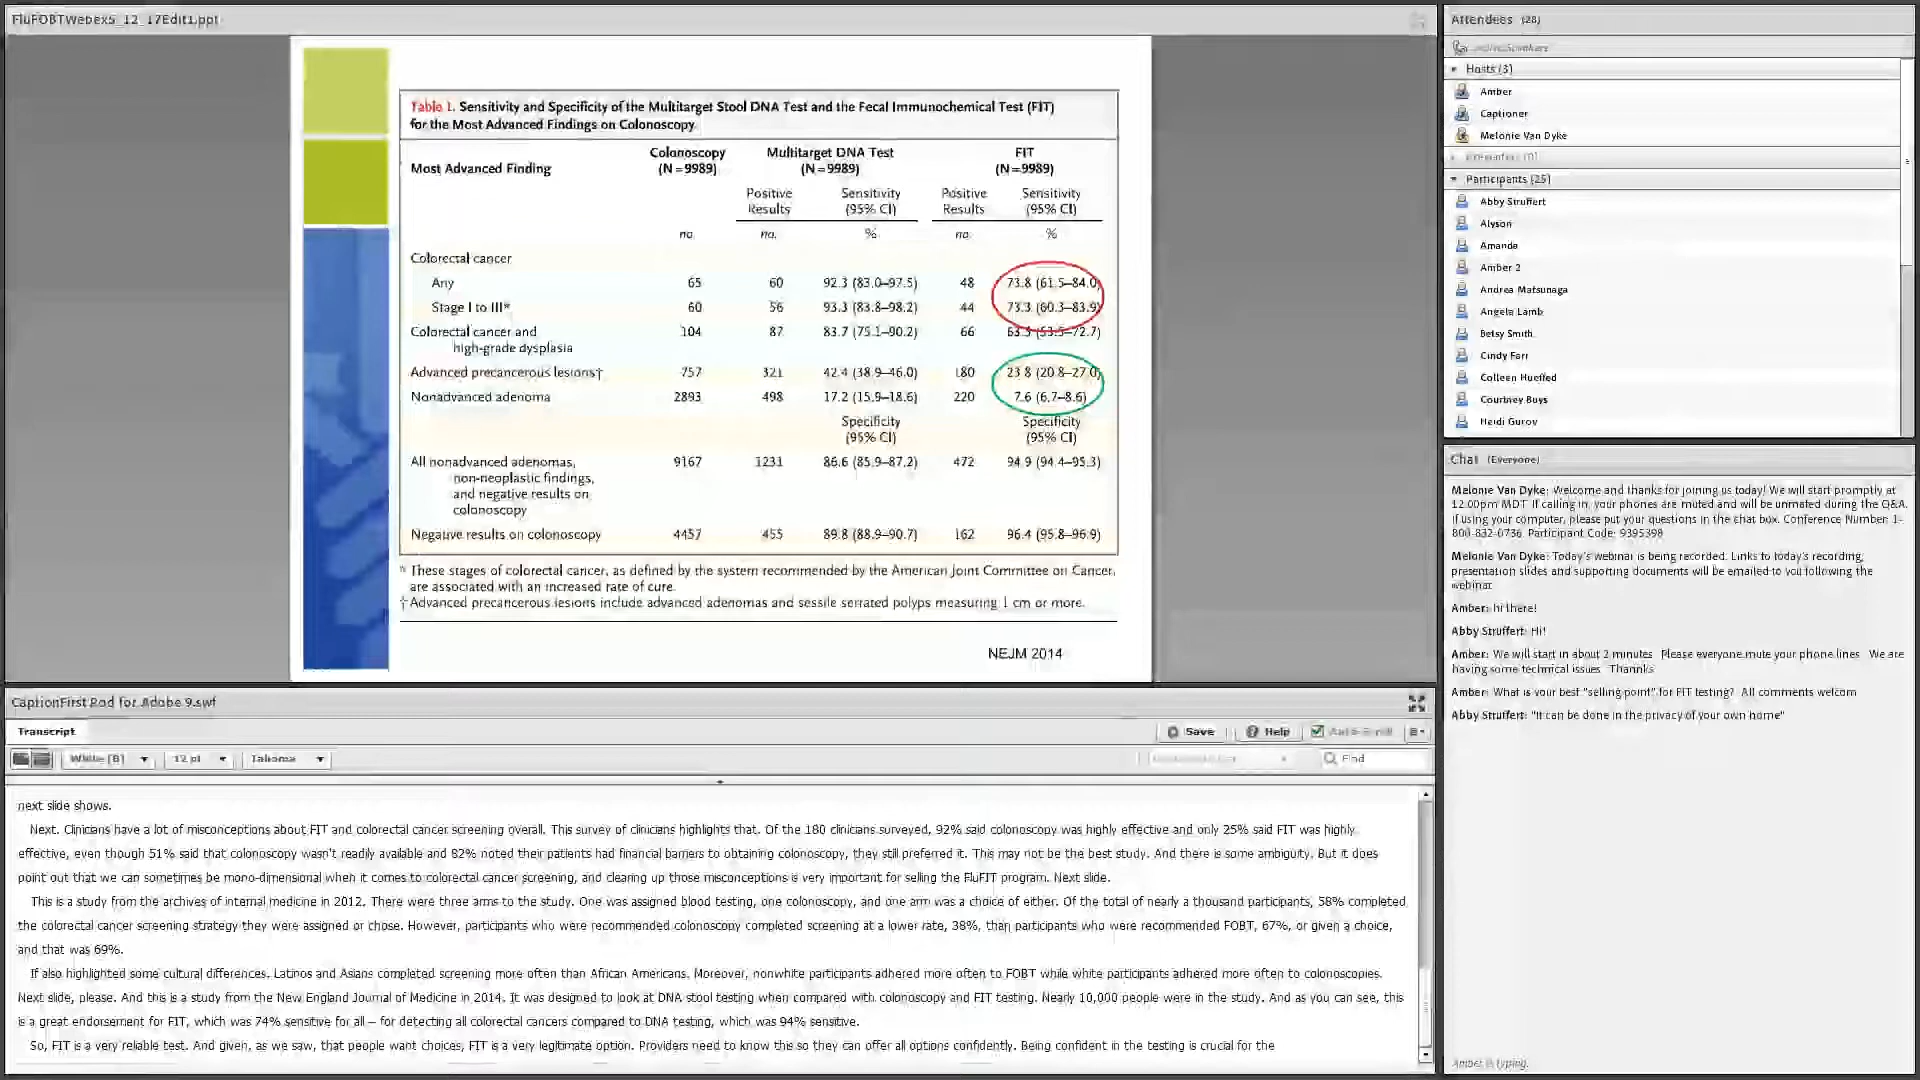 FluFOBTWebex5_12_17Edit1.ppt
Table 1. Sensitivity and Specificity of the Multitarget Stool DNA Test and the Fecal Immunochemical Test (FIT)
for the Most Advanced Findings on Colonoscopy.
Most Advanced Finding
Colonoscopy
(N=9989)
Multitarget DNA Test
(N=9989)
FIT
(N=9989)
Positive Results
Sensitivity (95% CI)
Positive Results
Sensitivity (95% CI)
no. no. % no. %
Colorectal cancer
Any 65 60 92.3 (83.0–97.5) 48 73.8 (61.5–84.0)
Stage I to III* 60 56 93.3 (83.8–98.2) 44 73.3 (60.3–83.9)
Colorectal cancer and 104 87 83.7 (75.1–90.2) 66 63.5 (53.5–72.7)
high-grade dysplasia
Advanced precancerous lesions† 757 321 42.4 (38.9–46.0) 180 23.8 (20.8–27.0)
Nonadvanced adenoma 2893 498 17.2 (15.9–18.6) 220 7.6 (6.7–8.6)
Specificity (95% CI)
Specificity (95% CI)
All nonadvanced adenomas, 9167 1231 86.6 (85.9–87.2) 472 94.9 (94.4–95.3)
non-neoplastic findings,
and negative results on
colonoscopy
Negative results on colonoscopy 4457 455 89.8 (88.9–90.7) 162 96.4 (95.8–96.9)
* These stages of colorectal cancer, as defined by the system recommended by the American Joint Committee on Cancer,
are associated with an increased rate of cure.
† Advanced precancerous lesions include advanced adenomas and sessile serrated polyps measuring 1 cm or more.
NEJM 2014
CaptionFirst Pod for Adobe 9.swf
Transcript
Save
Help
Auto-Scroll
White [B]
12 pt
Tahoma
Find
next slide shows.
Next. Clinicians have a lot of misconceptions about FIT and colorectal cancer screening overall. This survey of clinicians highlights that. Of the 180 clinicians surveyed, 92% said colonoscopy was highly effective and only 25% said FIT was highly
effective, even though 51% said that colonoscopy wasn't readily available and 82% noted their patients had financial barriers to obtaining colonoscopy, they still preferred it. This may not be the best study. And there is some ambiguity. But it does
point out that we can sometimes be mono-dimensional when it comes to colorectal cancer screening, and clearing up those misconceptions is very important for selling the FluFIT program. Next slide.
This is a study from the archives of internal medicine in 2012. There were three arms to the study. One was assigned blood testing, one colonoscopy, and one arm was a choice of either. Of the total of nearly a thousand participants, 58% completed
the colorectal cancer screening strategy they were assigned or chose. However, participants who were recommended colonoscopy completed screening at a lower rate, 38%, than participants who were recommended FOBT, 67%, or given a choice,
and that was 69%.
If also highlighted some cultural differences. Latinos and Asians completed screening more often than African Americans. Moreover, nonwhite participants adhered more often to FOBT while white participants adhered more often to colonoscopies.
Next slide, please. And this is a study from the New England Journal of Medicine in 2014. It was designed to look at DNA stool testing when compared with colonoscopy and FIT testing. Nearly 10,000 people were in the study. And as you can see, this
is a great endorsement for FIT, which was 74% sensitive for all – for detecting all colorectal cancers compared to DNA testing, which was 94% sensitive.
So, FIT is a very reliable test. And given, as we saw, that people want choices, FIT is a very legitimate option. Providers need to know this so they can offer all options confidently. Being confident in the testing is crucial for the
Attendees (28)
Active Speakers
Hosts (3)
Amber
Captioner
Melonie Van Dyke
Presenters (0)
Participants (25)
Abby Struffert
Alyson
Amanda
Amber 2
Andrea Matsunaga
Angela Lamb
Betsy Smith
Cindy Farr
Colleen Hueffed
Courtney Buys
Heidi Gurov
Chat (Everyone)
Melonie Van Dyke: Welcome and thanks for joining us today! We will start promptly at
12:00pm MDT. If calling in, your phones are muted and will be unmuted during the Q&A.
If using your computer, please put your questions in the chat box. Conference Number: 1-
800-832-0736 Participant Code: 9395398
Melonie Van Dyke: Today's webinar is being recorded. Links to today's recording,
presentation slides and supporting documents will be emailed to you following the
webinar.
Amber: hi there!
Abby Struffert: Hi!
Amber: We will start in about 2 minutes Please everyone mute your phone lines We are
having some technical issues Thannks
Amber: What is your best "selling point" for FIT testing? All comments welcom
Abby Struffert: "It can be done in the privacy of your own home"
Amber is typing.